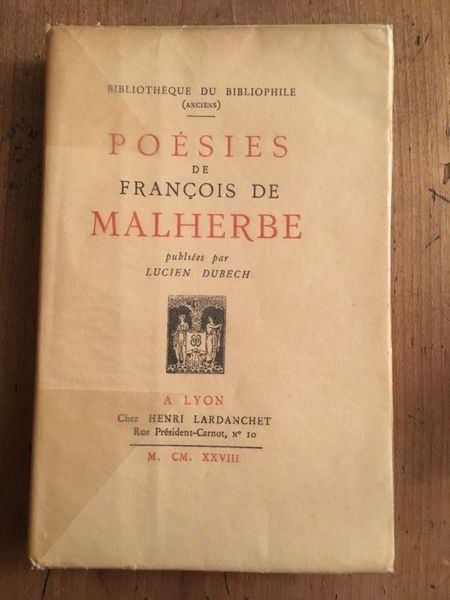 BIBLIOTHÈQUE DU BIBLIOPHILE
(ANCIENS)
POÉSIES
DE
FRANÇOIS DE
MALHERBE
publiées par
LUCIEN DUBECH
A LYON
Chez HENRI LARDANCHET
Rue Président-Carnot, Nº 10
M. CM. XXVIII